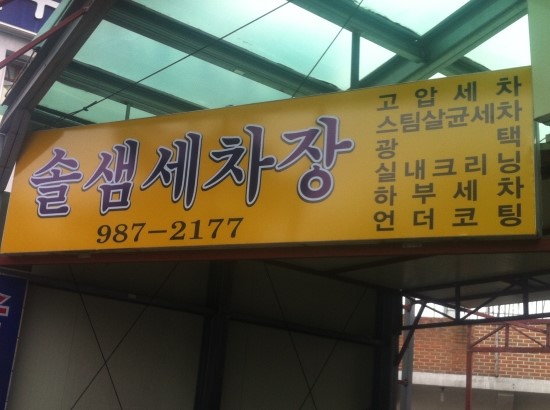 솔샘세차장
987-2177
고압세차
스팀살균세차
광택
실내크리닝
하부세차
언더코팅